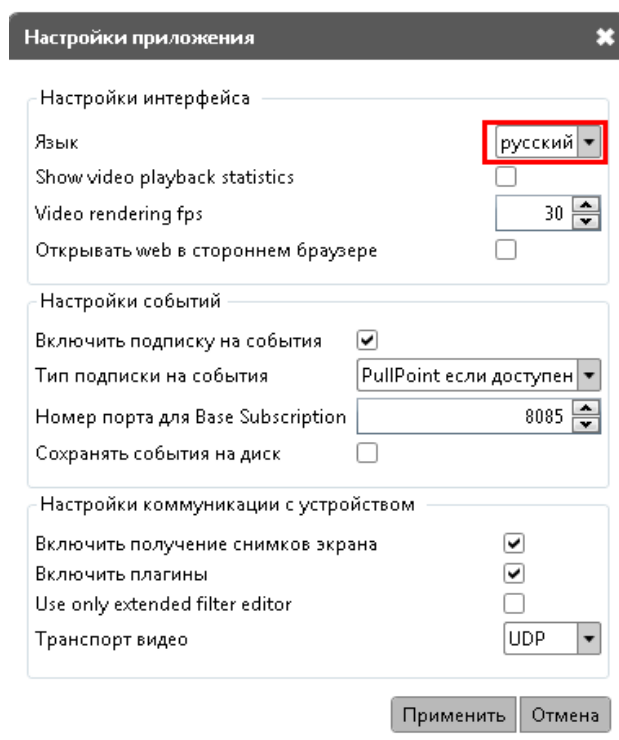 Настройки приложения
Настройки интерфейса
Язык русский
Show video playback statistics
Video rendering fps 30
Открывать web в стороннем браузере
Настройки событий
Включить подписку на события
Тип подписки на события PullPoint если доступен
Номер порта для Base Subscription 8085
Сохранять события на диск
Настройки коммуникации с устройством
Включить получение снимков экрана
Включить плагины
Use only extended filter editor
Транспорт видео UDP
Применить Отмена